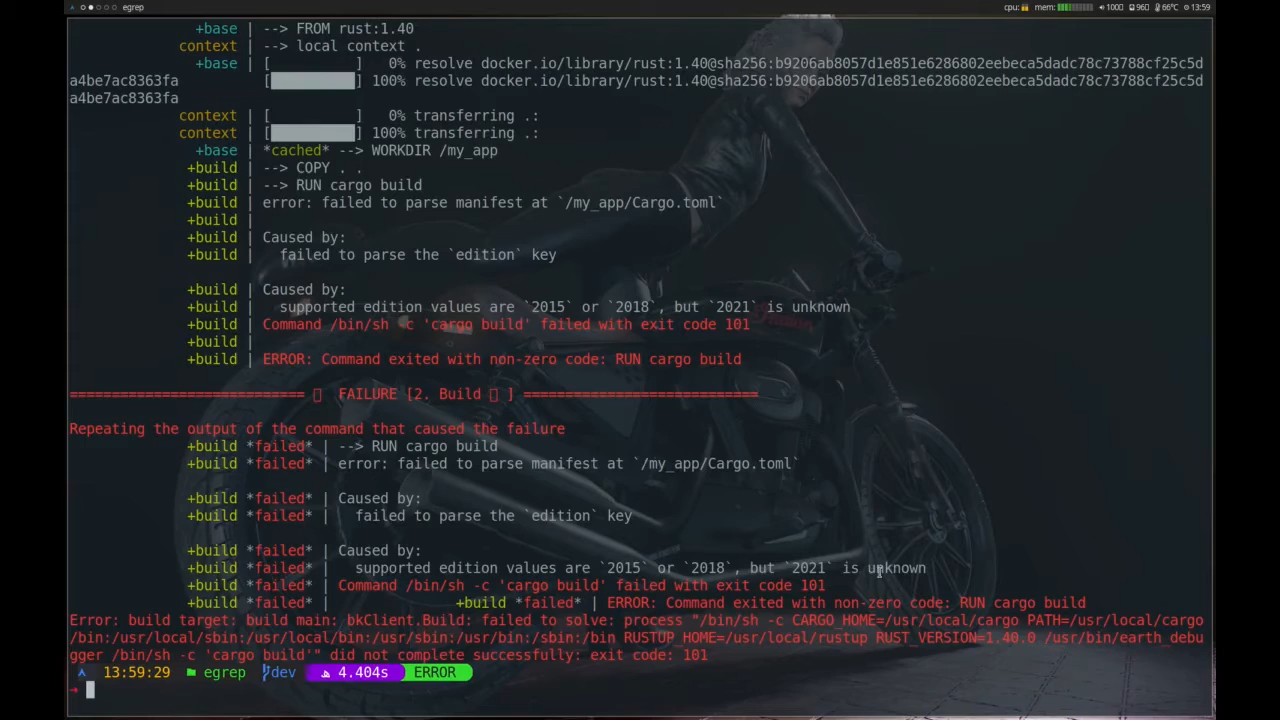 egrep
cpu: mem: 100% 96% 66°C 13:59
+base | --> FROM rust:1.40
context | --> local context .
+base | [ ] 0% resolve docker.io/library/rust:1.40@sha256:b9206ab8057d1e851e6286802eebeca5dadc78c73788cf25c5d
a4be7ac8363fa [██████████] 100% resolve docker.io/library/rust:1.40@sha256:b9206ab8057d1e851e6286802eebeca5dadc78c73788cf25c5d
a4be7ac8363fa
context | [ ] 0% transferring .:
context | [██████████] 100% transferring .:
+base | *cached* --> WORKDIR /my_app
+build | --> COPY . .
+build | --> RUN cargo build
+build | error: failed to parse manifest at `/my_app/Cargo.toml`
+build |
+build | Caused by:
+build | failed to parse the `edition` key
+build | Caused by:
+build | supported edition values are `2015` or `2018`, but `2021` is unknown
+build | Command /bin/sh -c 'cargo build' failed with exit code 101
+build |
+build | ERROR: Command exited with non-zero code: RUN cargo build
============================ FAILURE [2. Build ] ============================
Repeating the output of the command that caused the failure
+build *failed* | --> RUN cargo build
+build *failed* | error: failed to parse manifest at `/my_app/Cargo.toml`
+build *failed* | Caused by:
+build *failed* | failed to parse the `edition` key
+build *failed* | Caused by:
+build *failed* | supported edition values are `2015` or `2018`, but `2021` is unknown
+build *failed* | Command /bin/sh -c 'cargo build' failed with exit code 101
+build *failed* | +build *failed* | ERROR: Command exited with non-zero code: RUN cargo build
Error: build target: build main: bkClient.Build: failed to solve: process "/bin/sh -c CARGO_HOME=/usr/local/cargo PATH=/usr/local/cargo
/bin:/usr/local/sbin:/usr/local/bin:/usr/sbin:/usr/bin:/sbin:/bin RUSTUP_HOME=/usr/local/rustup RUST_VERSION=1.40.0 /usr/bin/earth_debu
gger /bin/sh -c 'cargo build'" did not complete successfully: exit code: 101
13:59:29 egrep dev 4.404s ERROR